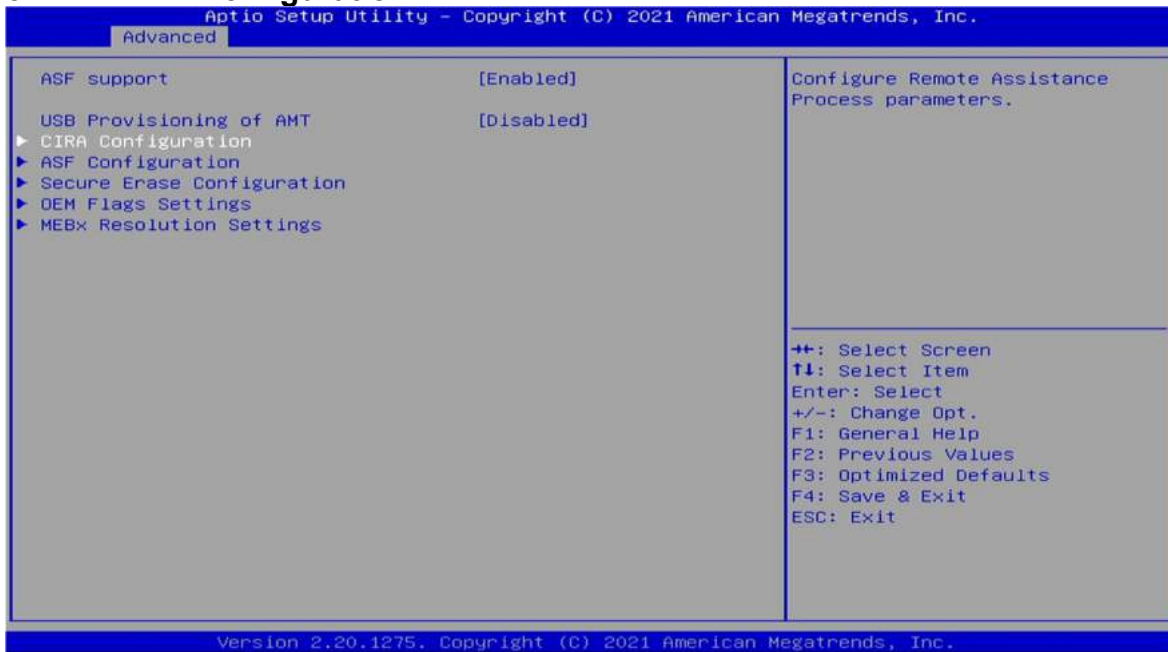 Aptio Setup Utility – Copyright (C) 2021 American Megatrends, Inc.
Advanced
ASF support [Enabled]
USB Provisioning of AMT [Disabled]
► CIRA Configuration
► ASF Configuration
► Secure Erase Configuration
► OEM Flags Settings
► MEBx Resolution Settings
Configure Remote Assistance
Process parameters.
→←: Select Screen
↑↓: Select Item
Enter: Select
+/-: Change Opt.
F1: General Help
F2: Previous Values
F3: Optimized Defaults
F4: Save & Exit
ESC: Exit
Version 2.20.1275. Copyright (C) 2021 American Megatrends, Inc.